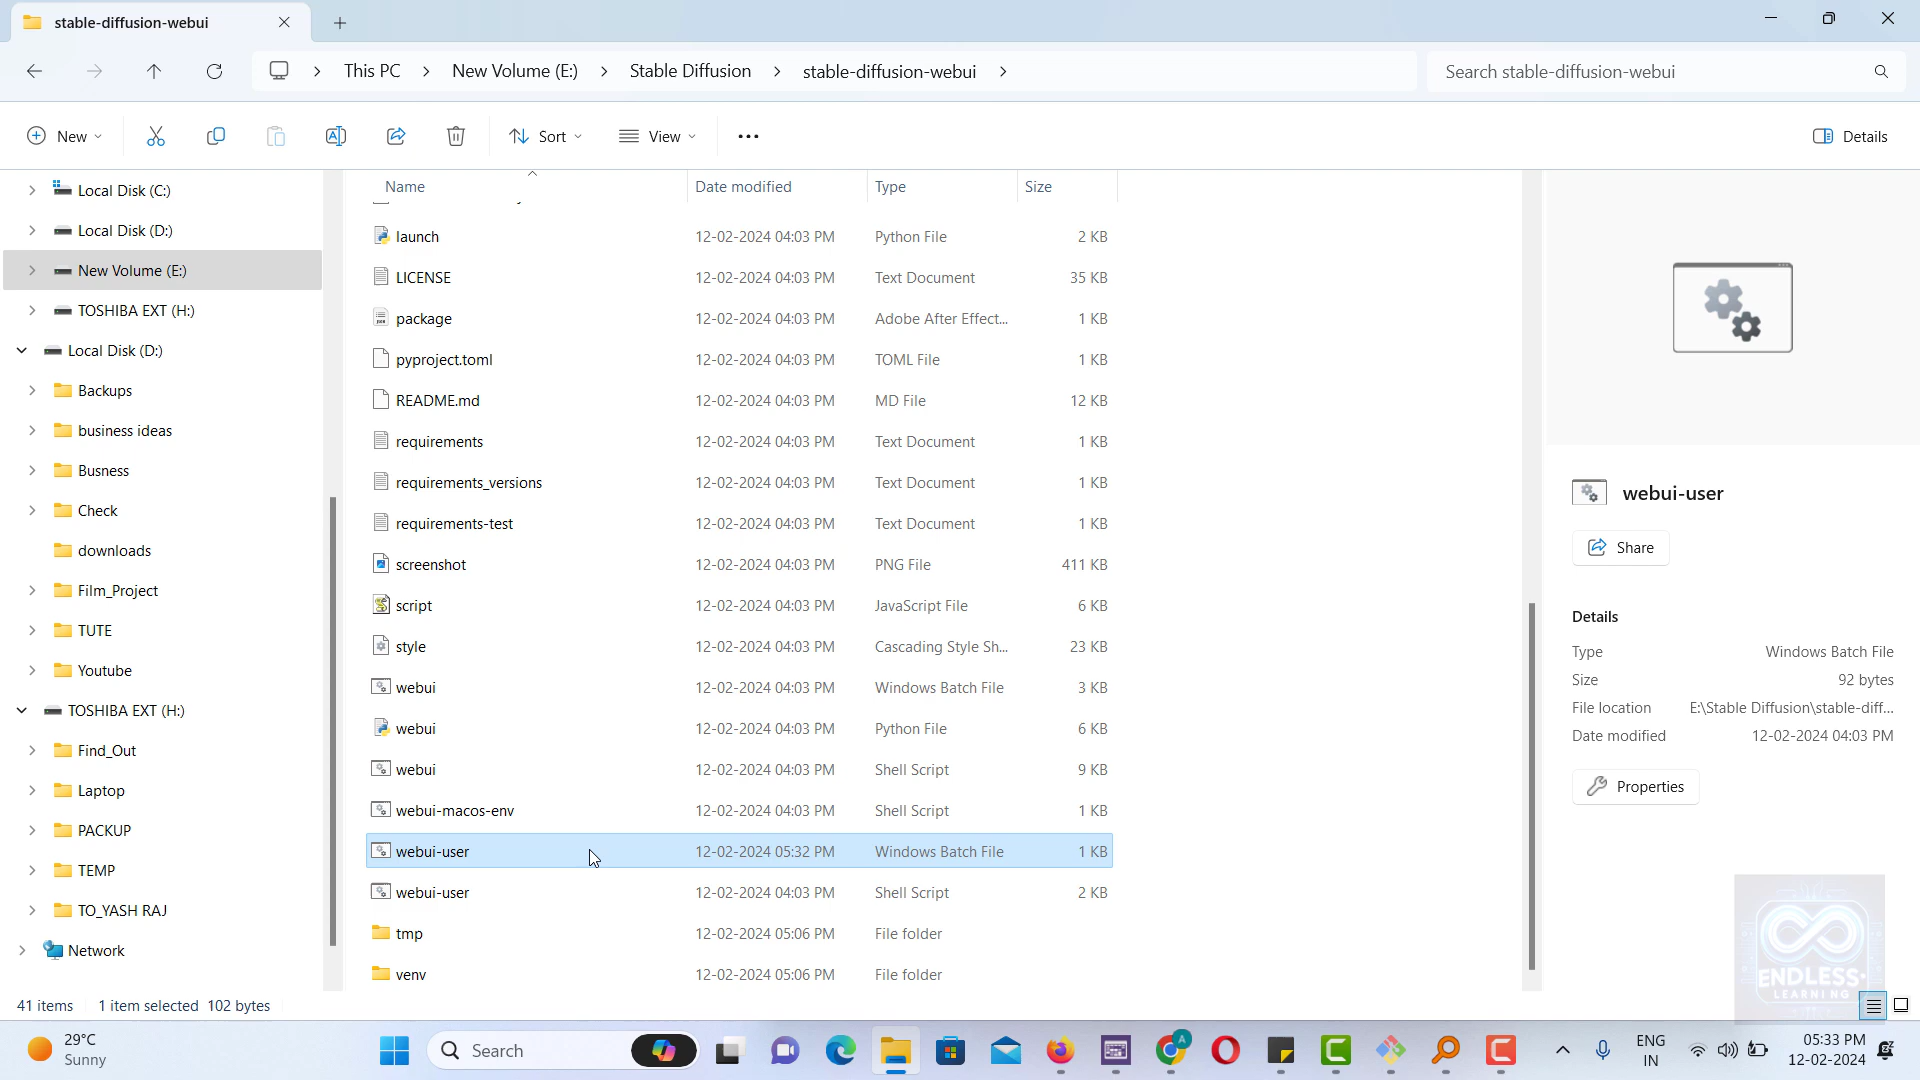 stable-diffusion-webui
This PC New Volume (E:) Stable Diffusion stable-diffusion-webui
Search stable-diffusion-webui
New Sort View ••• Details
Local Disk (C:)
Local Disk (D:)
New Volume (E:)
TOSHIBA EXT (H:)
Local Disk (D:)
Backups
business ideas
Busness
Check
downloads
Film_Project
TUTE
Youtube
TOSHIBA EXT (H:)
Find_Out
Laptop
PACKUP
TEMP
TO_YASH RAJ
Network
Name Date modified Type Size
launch 12-02-2024 04:03 PM Python File 2 KB
LICENSE 12-02-2024 04:03 PM Text Document 35 KB
package 12-02-2024 04:03 PM Adobe After Effect... 1 KB
pyproject.toml 12-02-2024 04:03 PM TOML File 1 KB
README.md 12-02-2024 04:03 PM MD File 12 KB
requirements 12-02-2024 04:03 PM Text Document 1 KB
requirements_versions 12-02-2024 04:03 PM Text Document 1 KB
requirements-test 12-02-2024 04:03 PM Text Document 1 KB
screenshot 12-02-2024 04:03 PM PNG File 411 KB
script 12-02-2024 04:03 PM JavaScript File 6 KB
style 12-02-2024 04:03 PM Cascading Style Sh... 23 KB
webui 12-02-2024 04:03 PM Windows Batch File 3 KB
webui 12-02-2024 04:03 PM Python File 6 KB
webui 12-02-2024 04:03 PM Shell Script 9 KB
webui-macos-env 12-02-2024 04:03 PM Shell Script 1 KB
webui-user 12-02-2024 05:32 PM Windows Batch File 1 KB
webui-user 12-02-2024 04:03 PM Shell Script 2 KB
tmp 12-02-2024 05:06 PM File folder
venv 12-02-2024 05:06 PM File folder
webui-user
Share
Details
Type Windows Batch File
Size 92 bytes
File location E:\Stable Diffusion\stable-diff...
Date modified 12-02-2024 04:03 PM
Properties
ENDLESS
LEARNING
41 items 1 item selected 102 bytes
29°C
Sunny
Search
ENG
IN
05:33 PM
12-02-2024